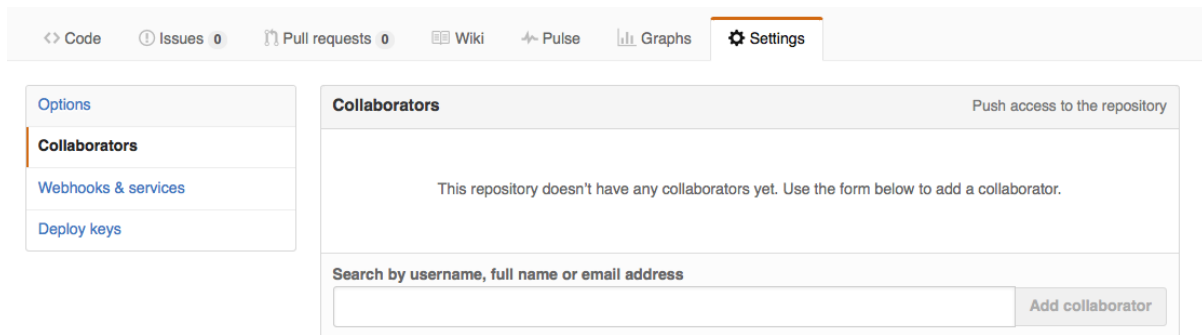 Code Issues 0 Pull requests 0 Wiki Pulse Graphs Settings
Options
Collaborators
Webhooks & services
Deploy keys
Collaborators Push access to the repository
This repository doesn't have any collaborators yet. Use the form below to add a collaborator.
Search by username, full name or email address
Add collaborator